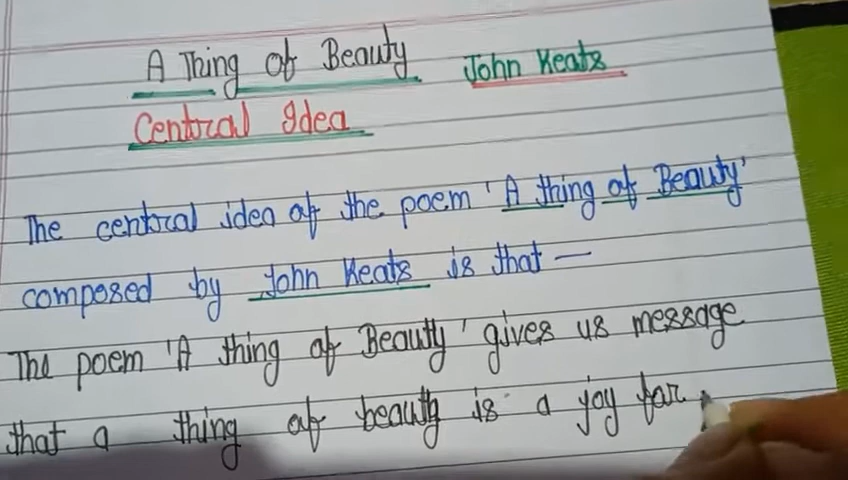 A Thing of Beauty John Keats
Central Idea
The central idea of the poem 'A thing of Beauty'
composed by John Keats is that —
The poem 'A thing of Beautty' gives us message
that a thing of beauty is a joy for